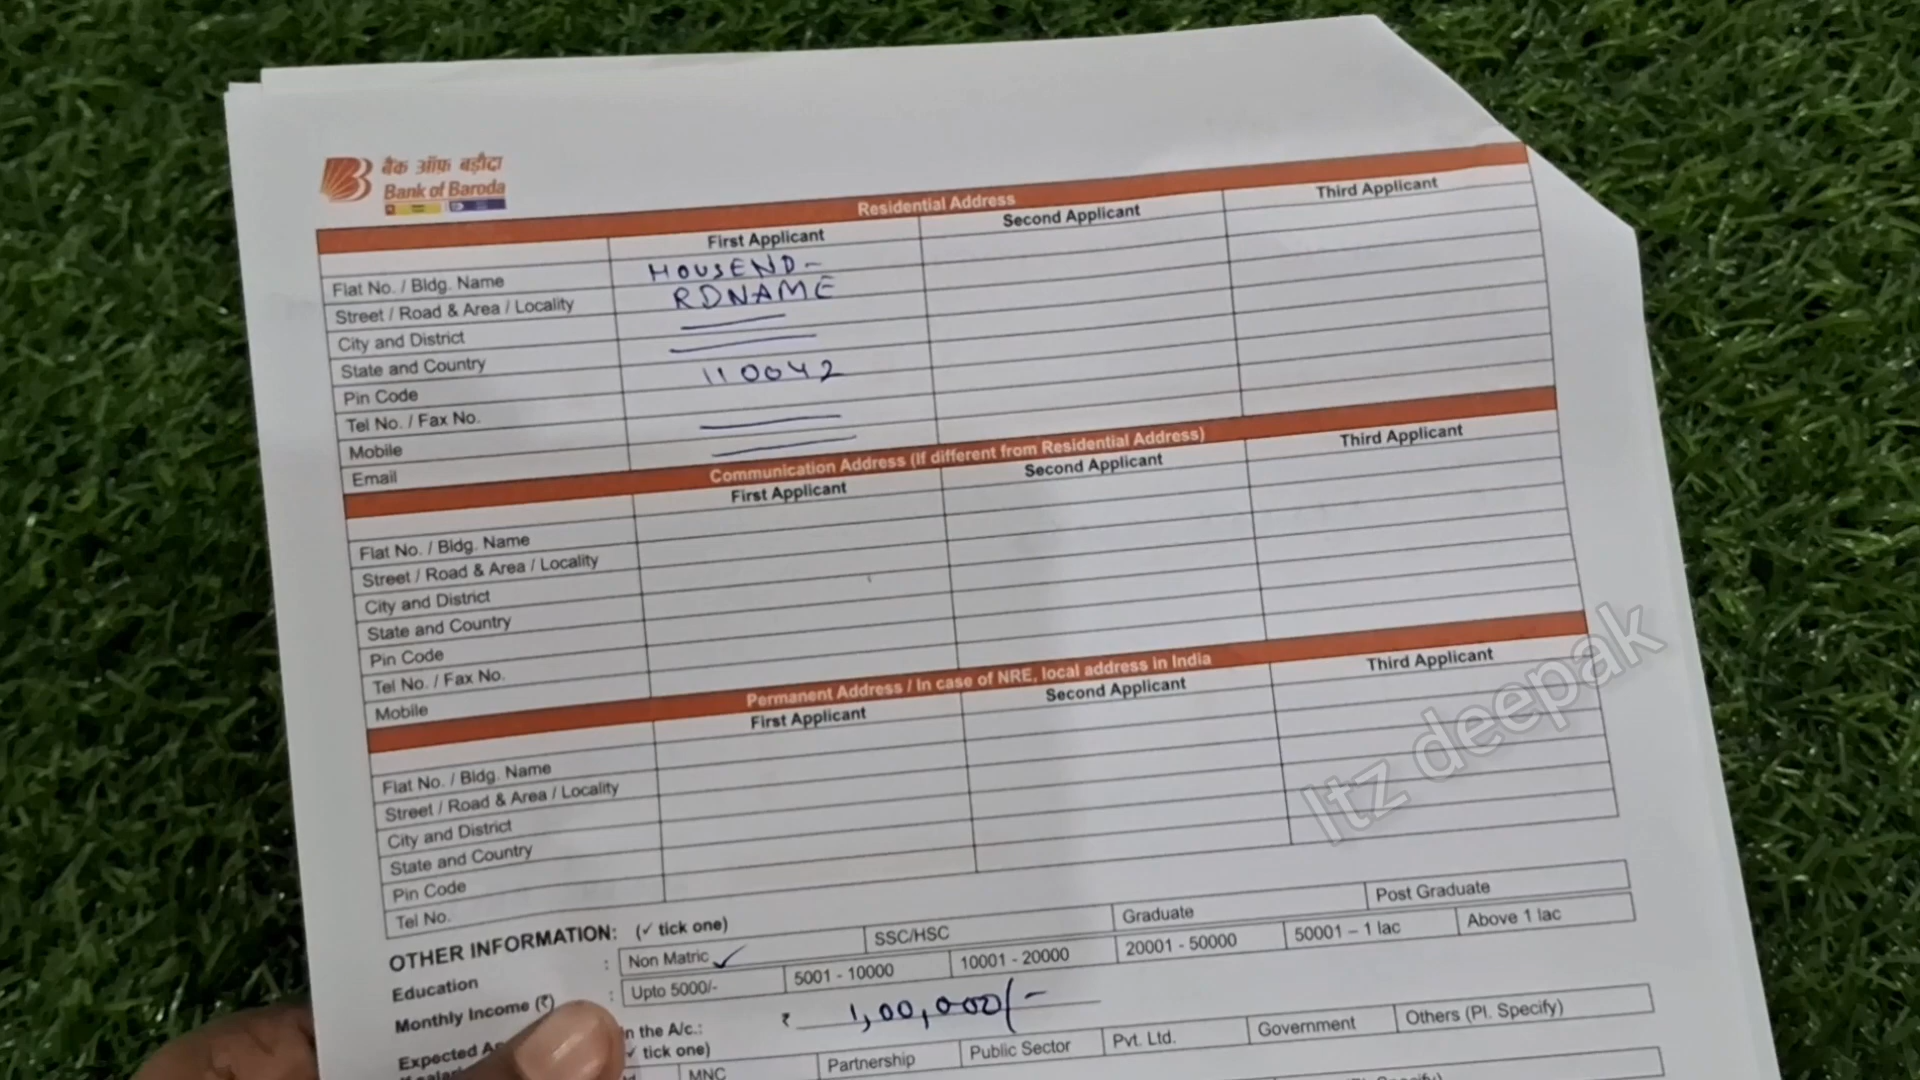 बैंक ऑफ़ बड़ौदा
Bank of Baroda
Residential Address
First Applicant Second Applicant Third Applicant
Flat No. / Bldg. Name HOUSEND-
Street / Road & Area / Locality RDNAME
City and District
State and Country
Pin Code 110042
Tel No. / Fax No.
Mobile
Email
Communication Address (If different from Residential Address)
First Applicant Second Applicant Third Applicant
Flat No. / Bldg. Name
Street / Road & Area / Locality
City and District
State and Country
Pin Code
Tel No. / Fax No.
Mobile
Permanent Address / In case of NRE, local address in India
First Applicant Second Applicant Third Applicant
Flat No. / Bldg. Name
Street / Road & Area / Locality
City and District
State and Country
Pin Code
Tel No.
Itz deepak
OTHER INFORMATION: (✓ tick one)
Education : Non Matric ✓ SSC/HSC Graduate Post Graduate
Monthly Income (₹) : Upto 5000/- 5001 - 10000 10001 - 20000 20001 - 50000 50001 – 1 lac Above 1 lac
Expected in the A/c.: ₹ 1,00,000/-
✓ tick one)
MNC Partnership Public Sector Pvt. Ltd. Government Others (Pl. Specify)